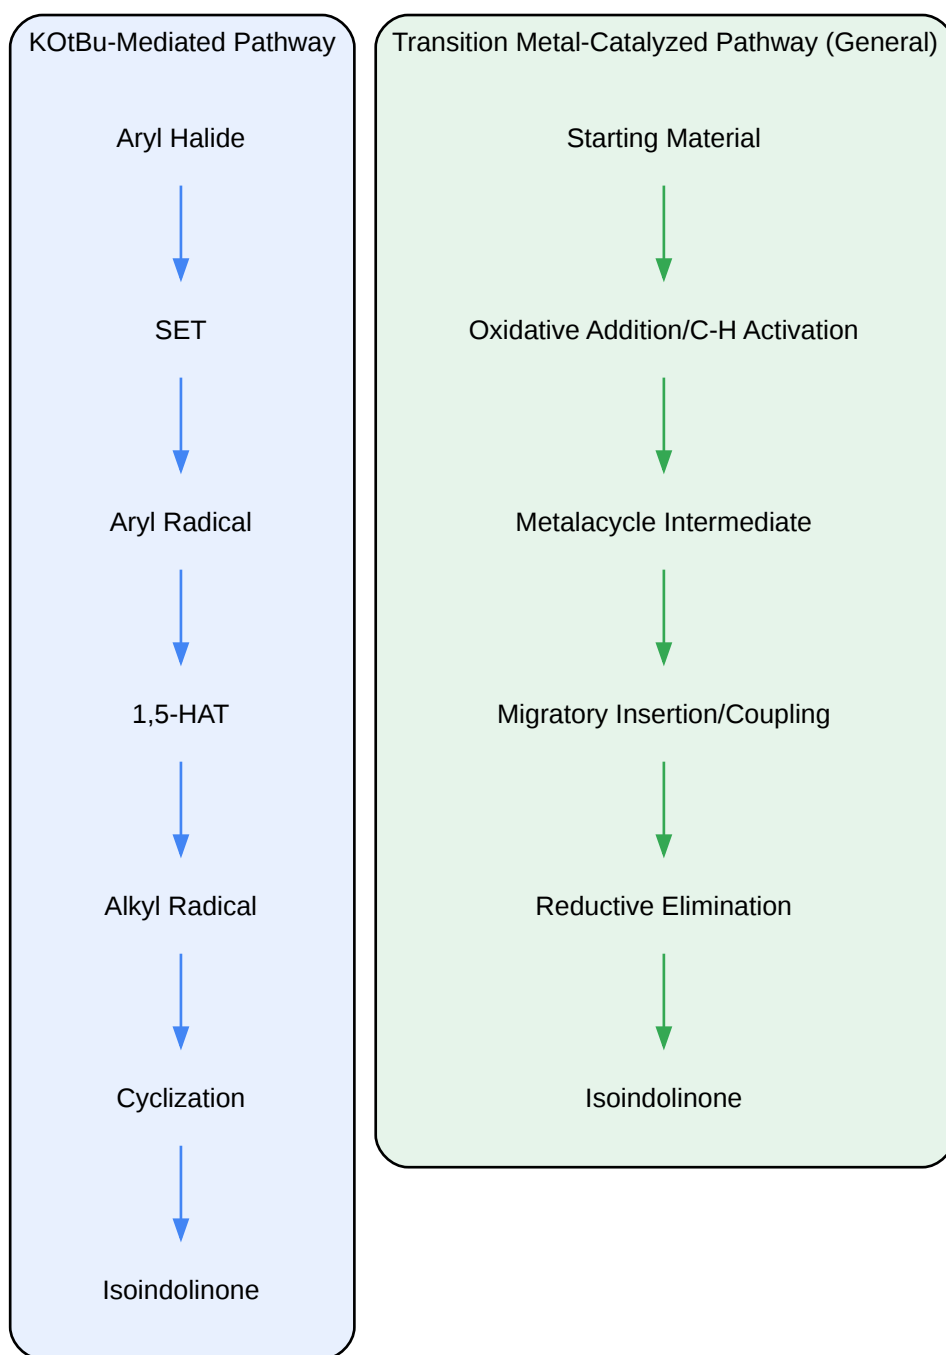 KOtBu-Mediated Pathway
Aryl Halide
SET
Aryl Radical
1,5-HAT
Alkyl Radical
Cyclization
Isoindolinone
Transition Metal-Catalyzed Pathway (General)
Starting Material
Oxidative Addition/C-H Activation
Metalacycle Intermediate
Migratory Insertion/Coupling
Reductive Elimination
Isoindolinone